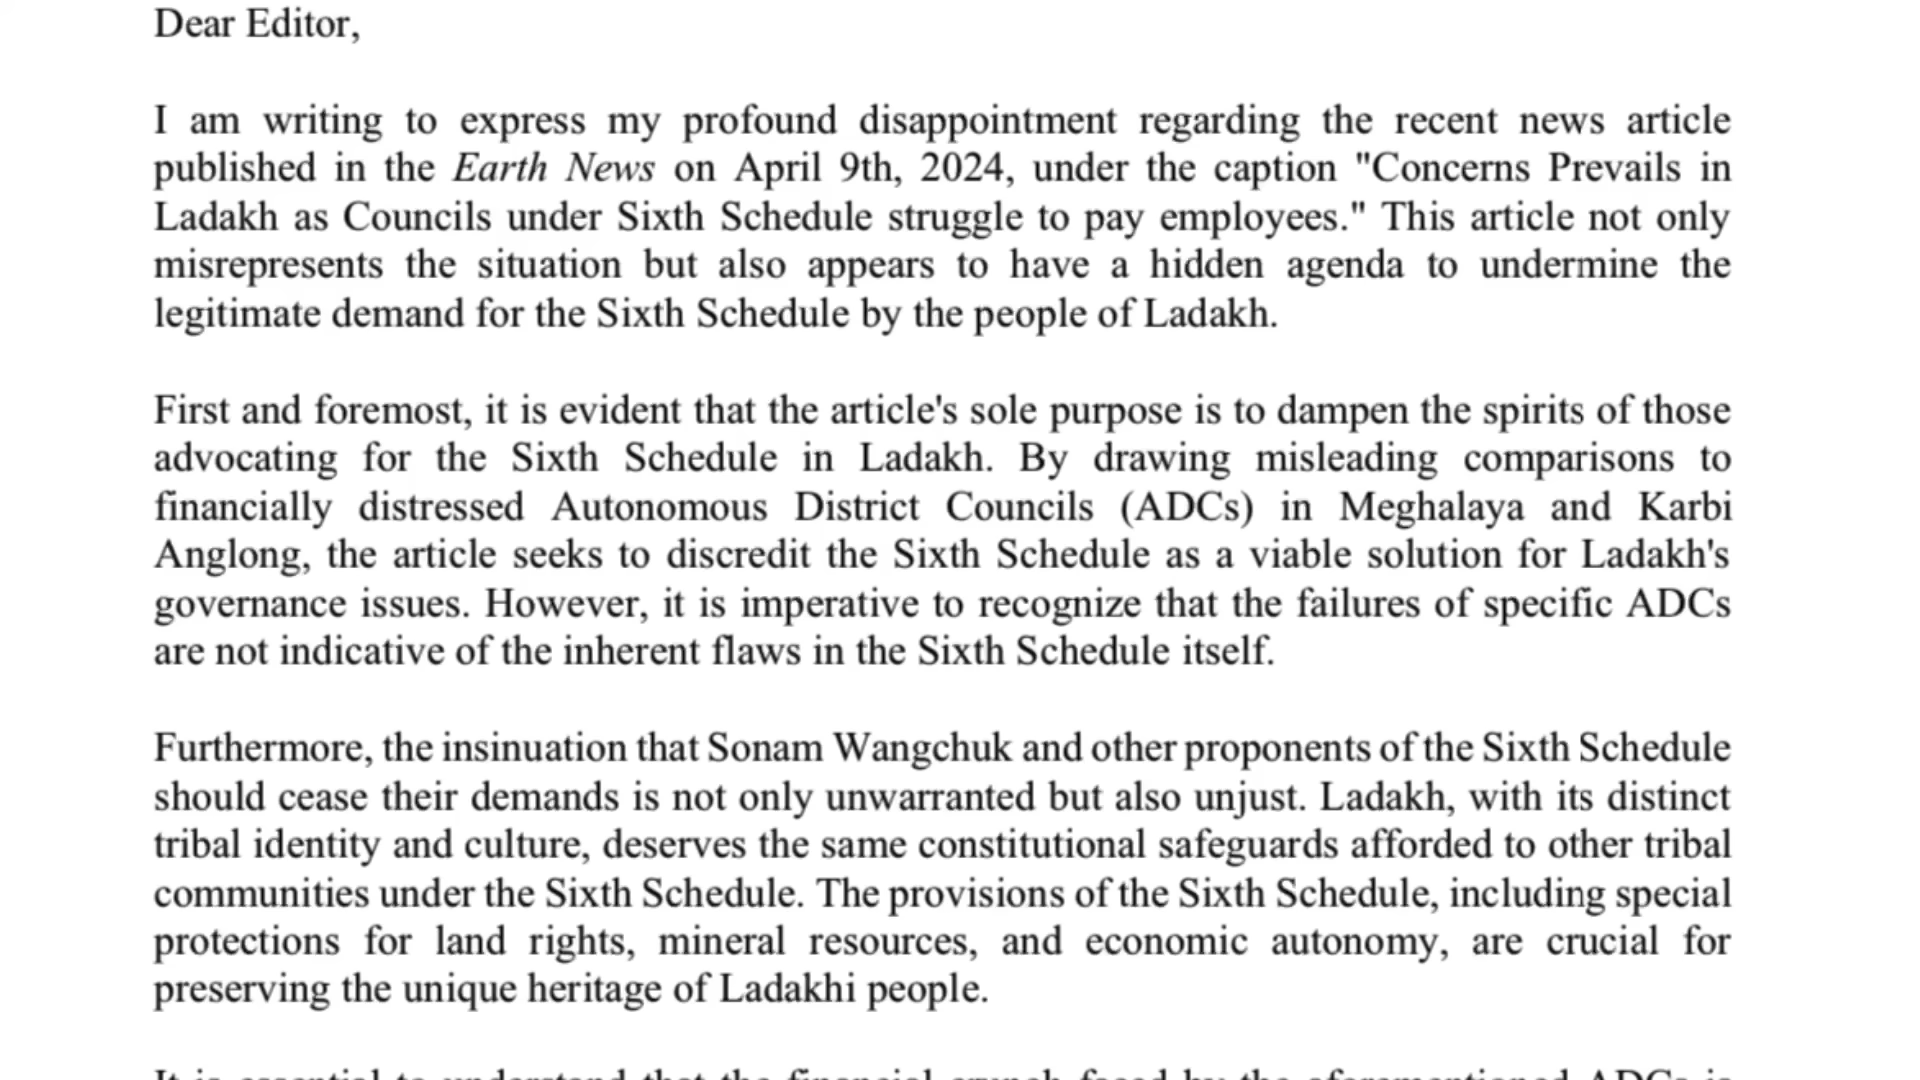 Dear Editor,
I am writing to express my profound disappointment regarding the recent news article
published in the Earth News on April 9th, 2024, under the caption "Concerns Prevails in
Ladakh as Councils under Sixth Schedule struggle to pay employees." This article not only
misrepresents the situation but also appears to have a hidden agenda to undermine the
legitimate demand for the Sixth Schedule by the people of Ladakh.
First and foremost, it is evident that the article's sole purpose is to dampen the spirits of those
advocating for the Sixth Schedule in Ladakh. By drawing misleading comparisons to
financially distressed Autonomous District Councils (ADCs) in Meghalaya and Karbi
Anglong, the article seeks to discredit the Sixth Schedule as a viable solution for Ladakh's
governance issues. However, it is imperative to recognize that the failures of specific ADCs
are not indicative of the inherent flaws in the Sixth Schedule itself.
Furthermore, the insinuation that Sonam Wangchuk and other proponents of the Sixth Schedule
should cease their demands is not only unwarranted but also unjust. Ladakh, with its distinct
tribal identity and culture, deserves the same constitutional safeguards afforded to other tribal
communities under the Sixth Schedule. The provisions of the Sixth Schedule, including special
protections for land rights, mineral resources, and economic autonomy, are crucial for
preserving the unique heritage of Ladakhi people.
It is essential to understand that the financial crunch faced by the aforementioned ADCs is